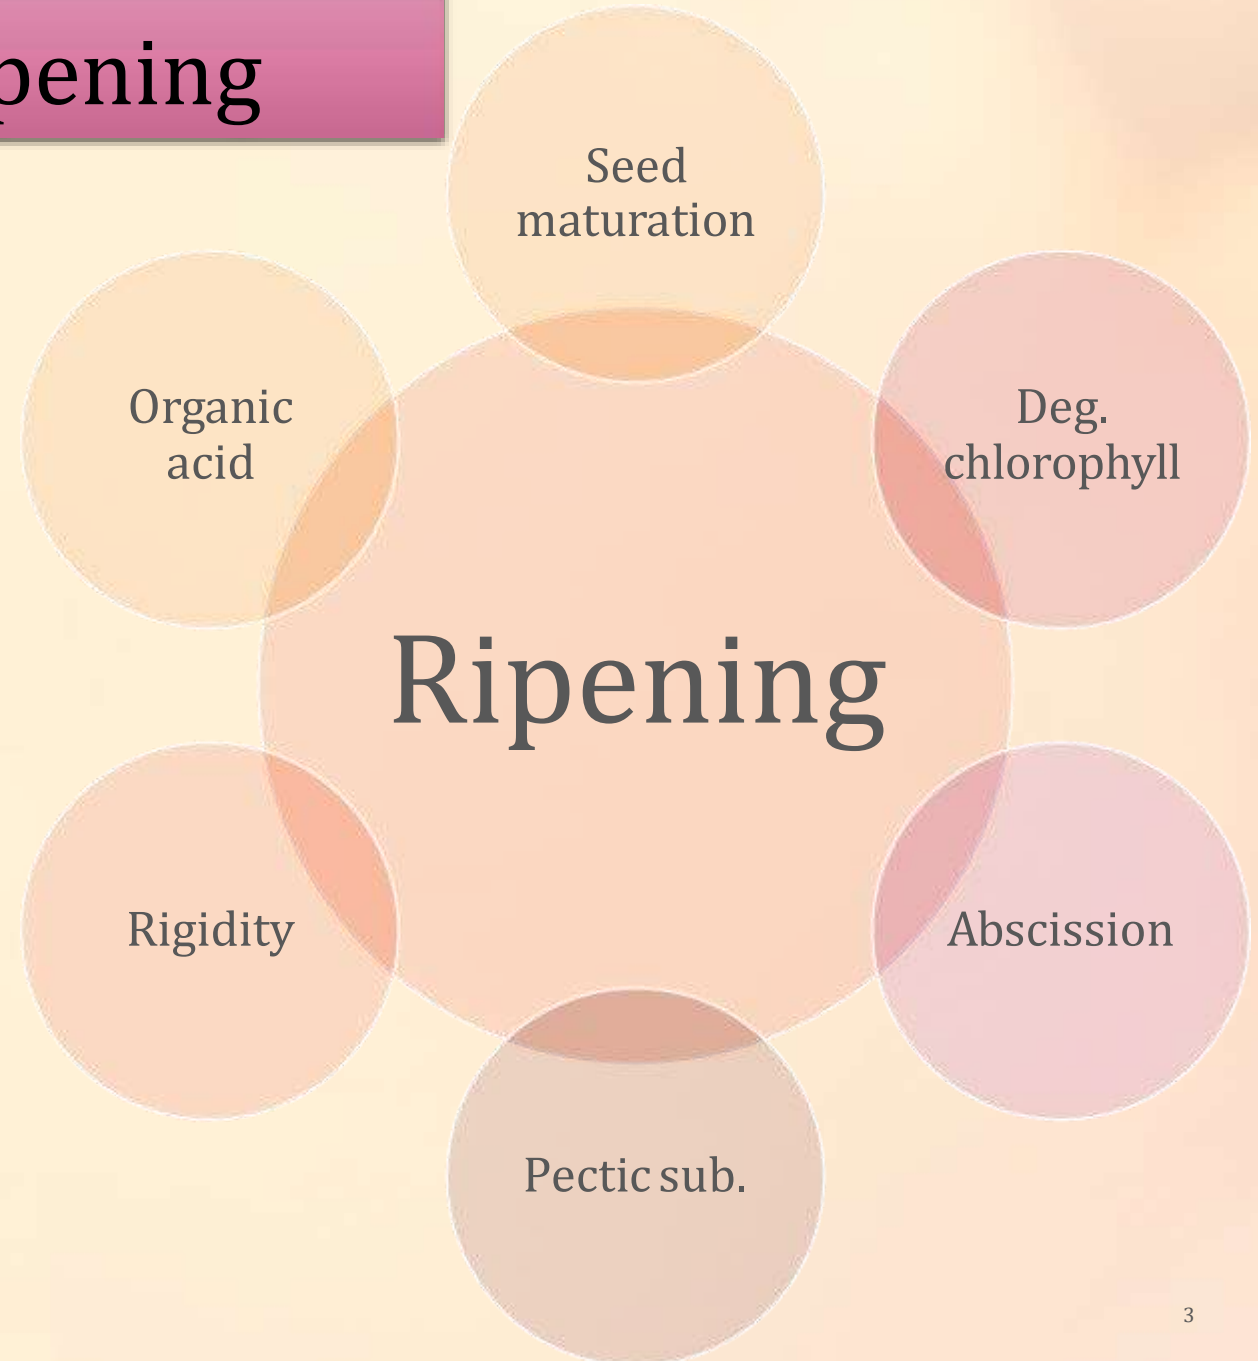 pening
Seed
maturation
Deg.
chlorophyll
Abscission
Pectic sub.
Rigidity
Organic
acid
Ripening
3